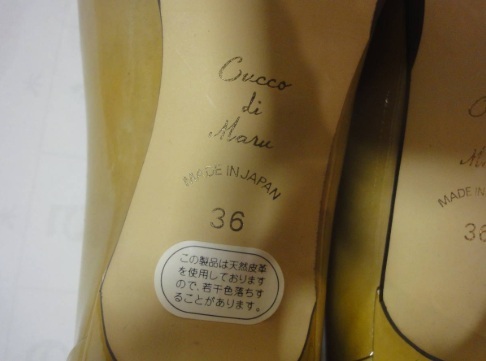 Cucco
di
Maru
MADE IN JAPAN
36
この製品は天然皮革
を使用しております
ので、若干色落ちす
ることがあります。
MADE IN
36